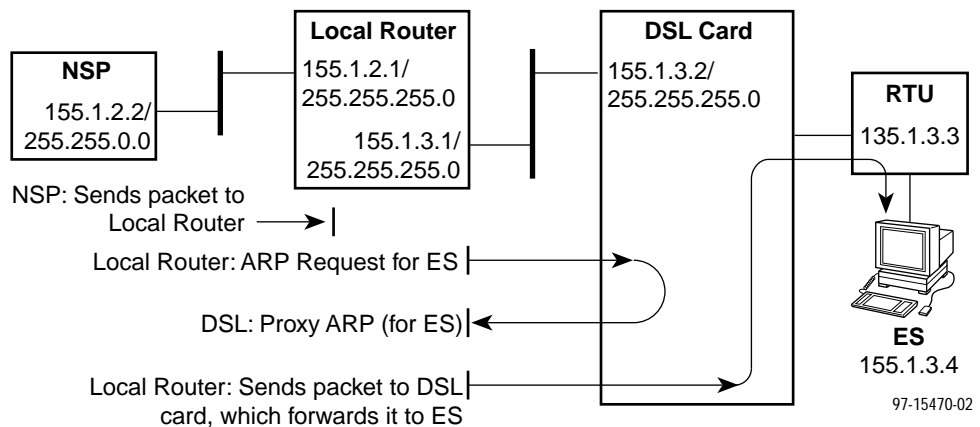 NSP
155.1.2.2/
255.255.0.0
Local Router
155.1.2.1/
255.255.255.0
155.1.3.1/
255.255.255.0
DSL Card
155.1.3.2/
255.255.255.0
RTU
135.1.3.3
NSP: Sends packet to
Local Router
Local Router: ARP Request for ES
DSL: Proxy ARP (for ES)
Local Router: Sends packet to DSL
card, which forwards it to ES
ES
155.1.3.4
97-15470-02